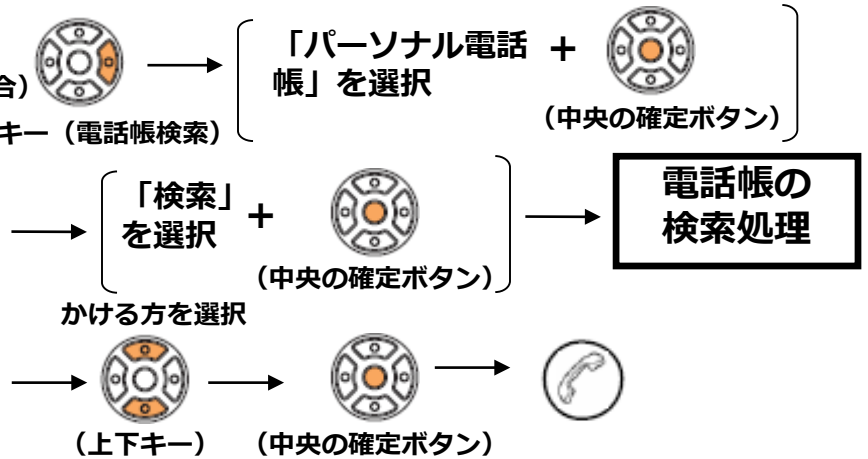 「パーソナル電話
帳」を選択
+
合)
キー（電話帳検索）
（中央の確定ボタン）
「検索」
を選択
+
（中央の確定ボタン）
電話帳の
検索処理
かける方を選択
（上下キー）
（中央の確定ボタン）